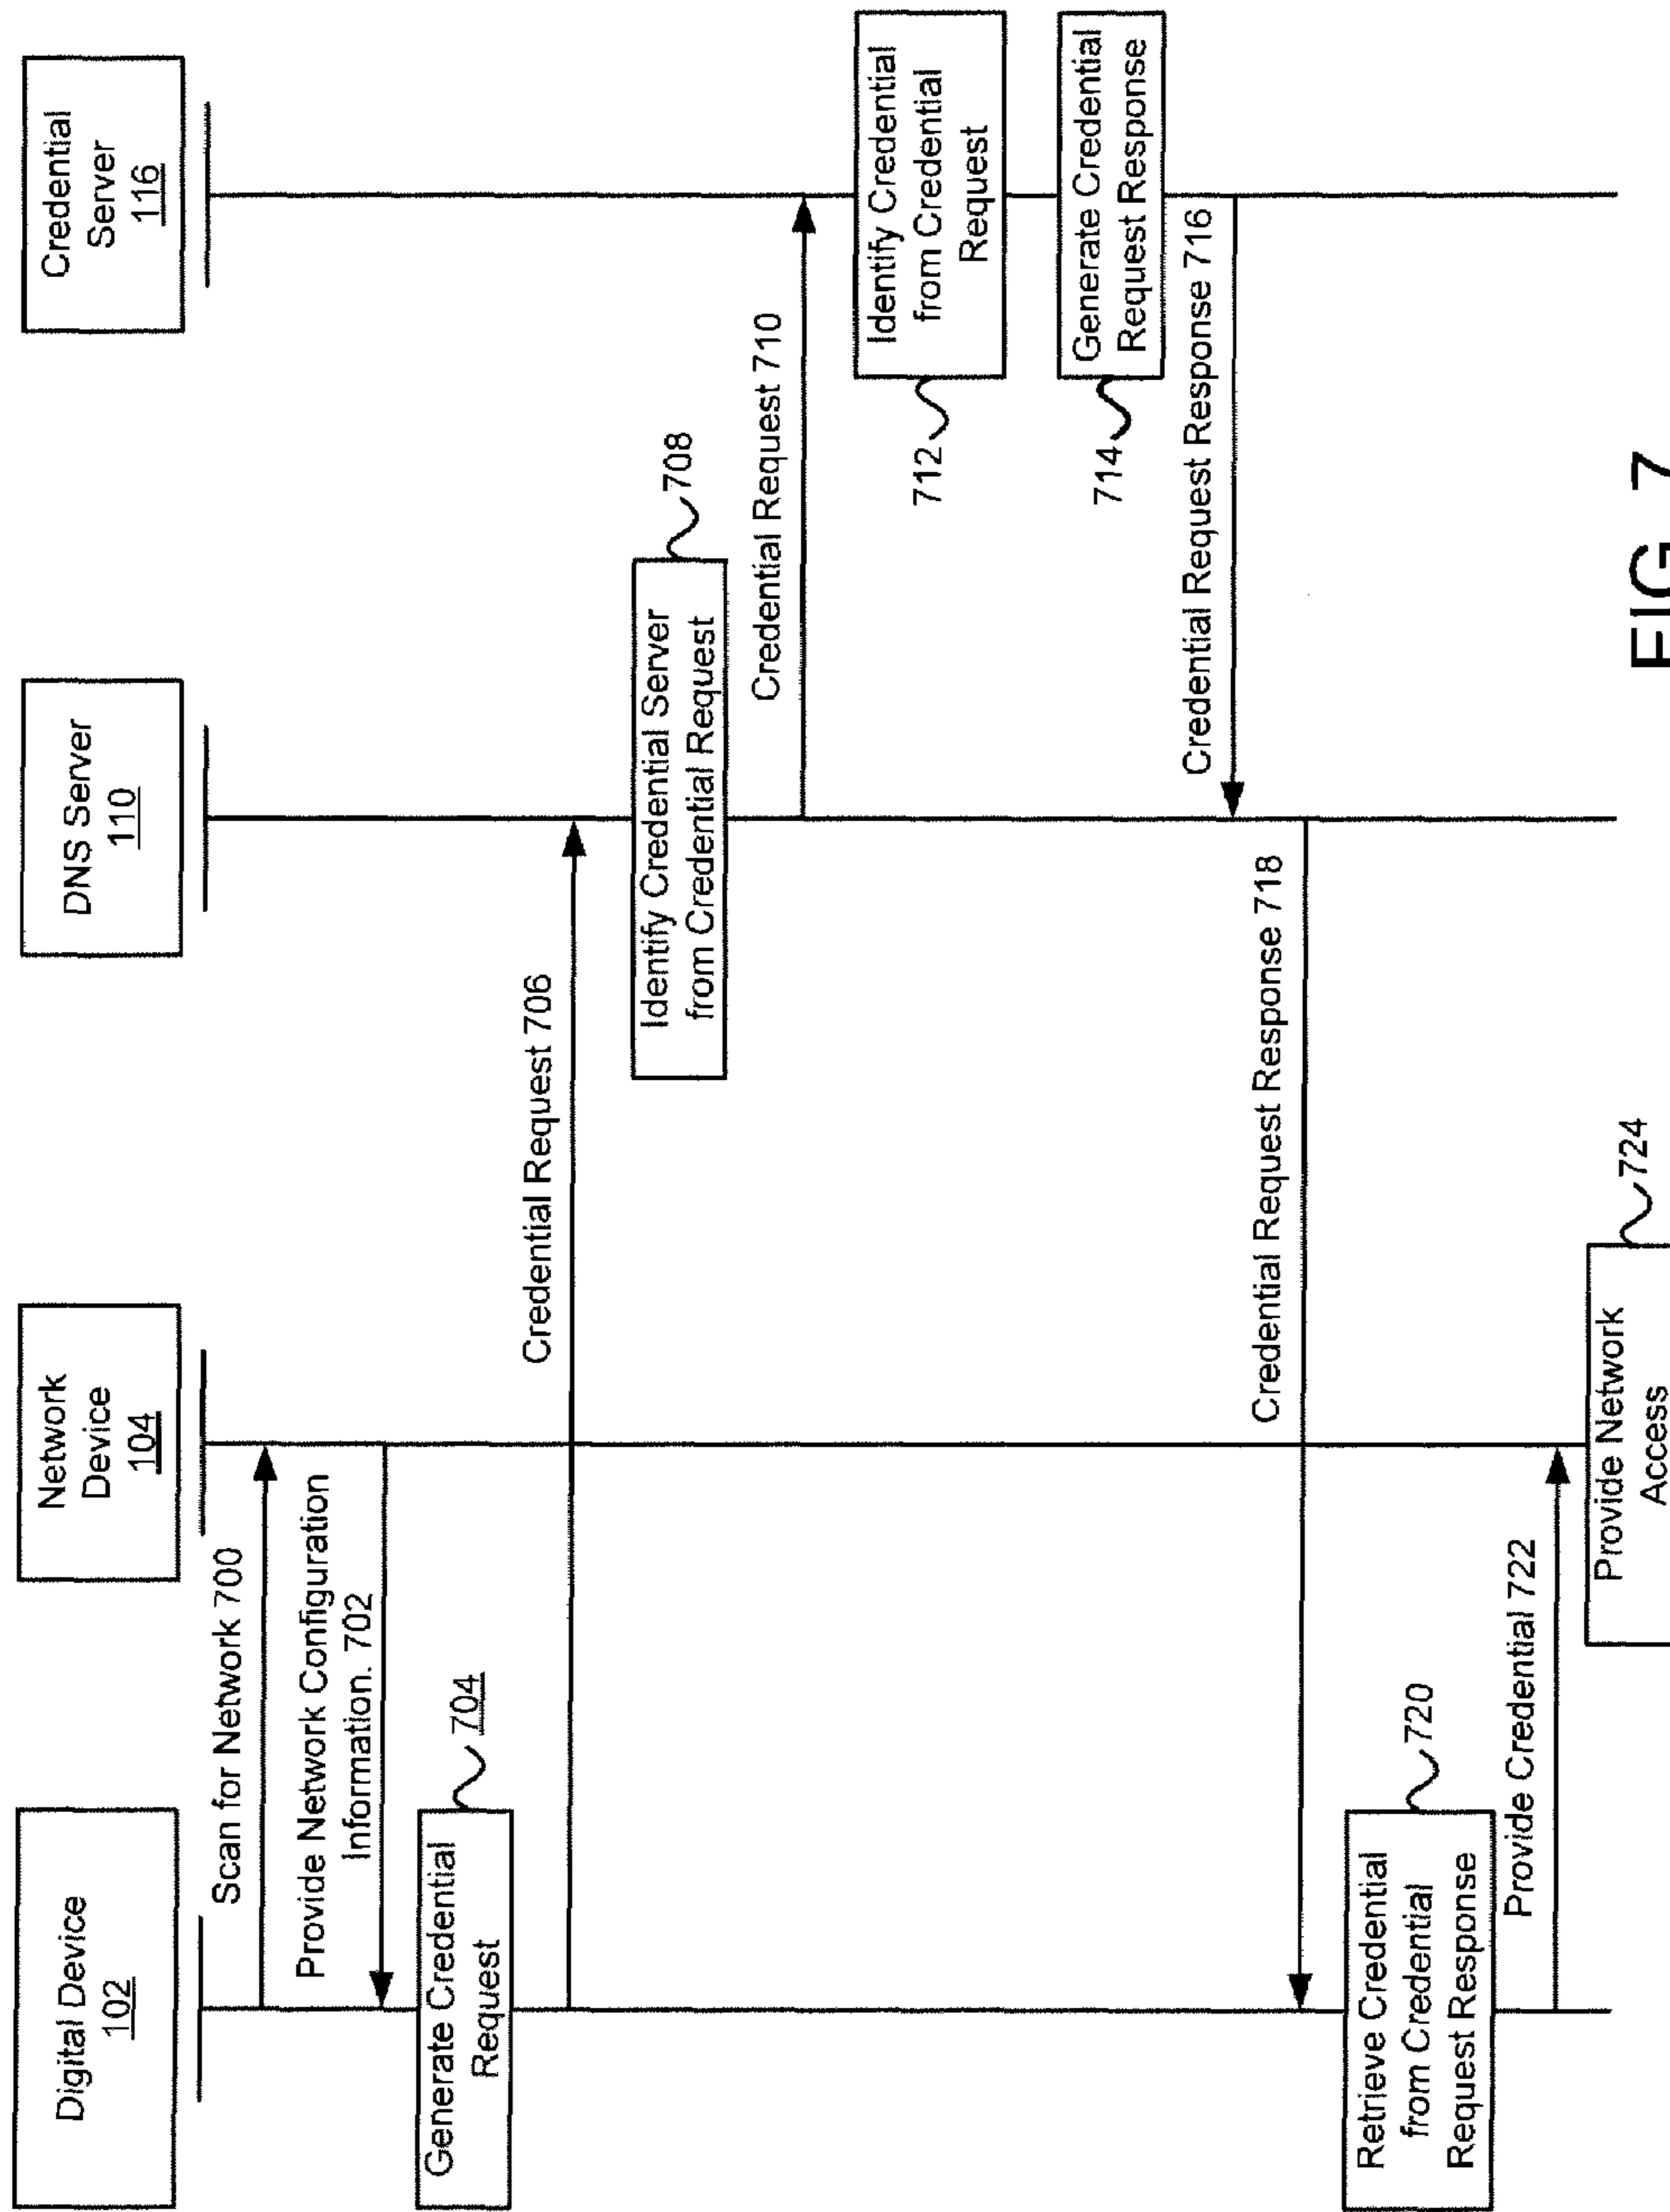 Digital Device
102
Network
Device
104
DNS Server
110
Credential
Server
116
Scan for Network 700
Provide Network Configuration
Information. 702
Generate Credential
Request
704
Credential Request 706
Identify Credential Server
from Credential Request
708
Credential Request 710
Identify Credential
from Credential
Request
712
Generate Credential
Request Response
714
Credential Request Response 716
Credential Request Response 718
Retrieve Credential
from Credential
Request Response
720
Provide Credential 722
Provide Network
Access
724
FIG. 7